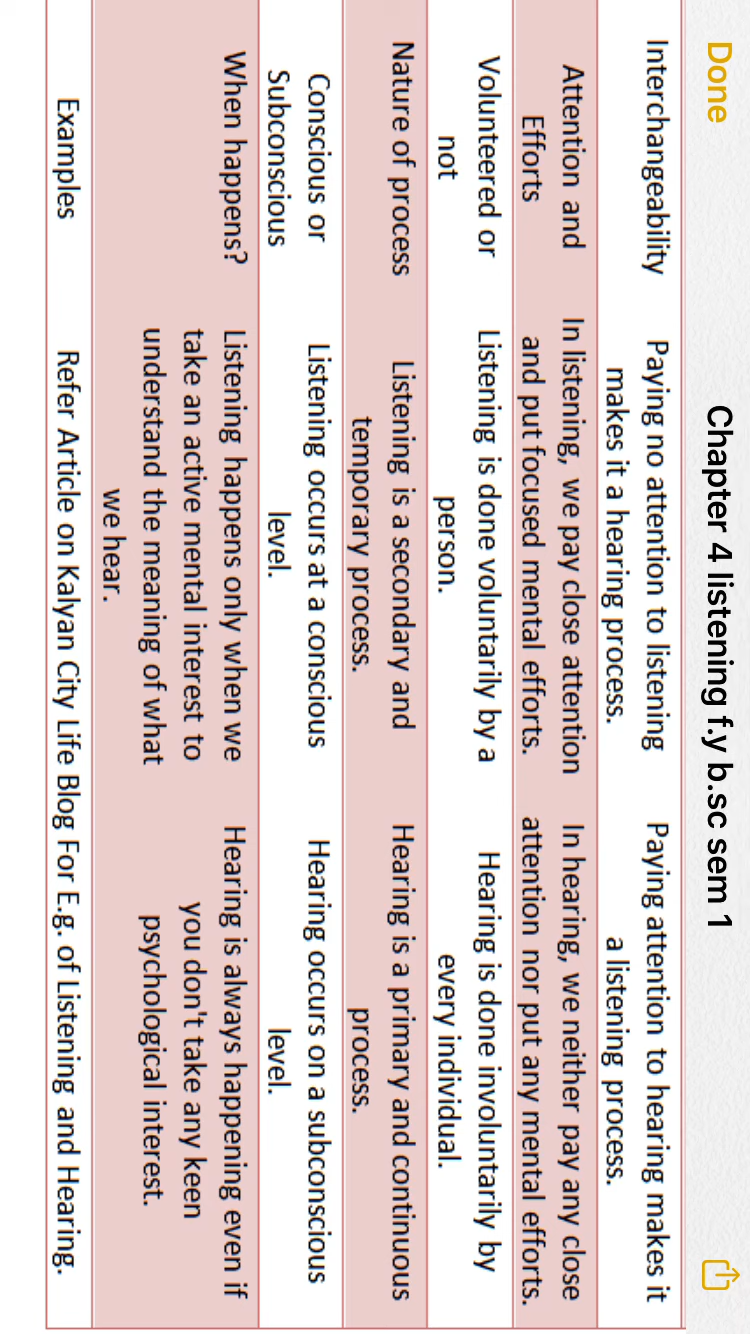 Done
Chapter 4 listening f.y b.sc sem 1
Interchangeability
Paying no attention to listening
makes it a hearing process.
Paying attention to hearing makes it
a listening process.
Attention and
Efforts
In listening, we pay close attention
and put focused mental efforts.
In hearing, we neither pay any close
attention nor put any mental efforts.
Volunteered or
not
Listening is done voluntarily by a
person.
Hearing is done involuntarily by
every individual.
Nature of process
Listening is a secondary and
temporary process.
Hearing is a primary and continuous
process.
Conscious or
Subconscious
Listening occurs at a conscious
level.
Hearing occurs on a subconscious
level.
When happens?
Listening happens only when we
take an active mental interest to
understand the meaning of what
we hear.
Hearing is always happening even if
you don't take any keen
psychological interest.
Examples
Refer Article on Kalyan City Life Blog For E.g. of Listening and Hearing.